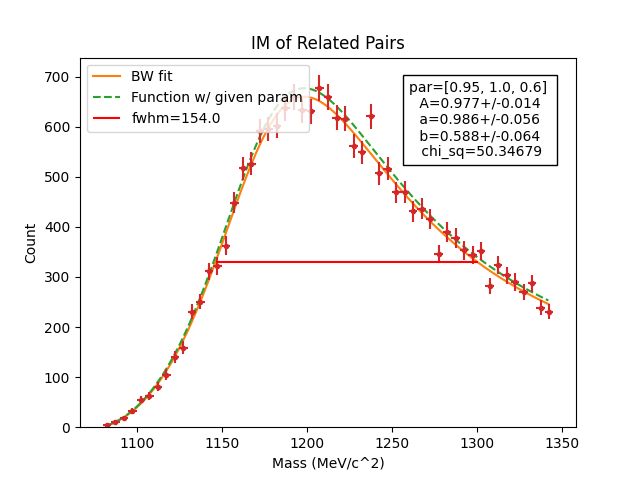 IM of Related Pairs
BW fit
Function w/ given param
fwhm=154.0
par=[0.95, 1.0, 0.6]
A=0.977+/-0.014
a=0.986+/-0.056
b=0.588+/-0.064
chi_sq=50.34679
Count
700
600
500
400
300
200
100
0
1100
1150
1200
1250
1300
1350
Mass (MeV/c^2)